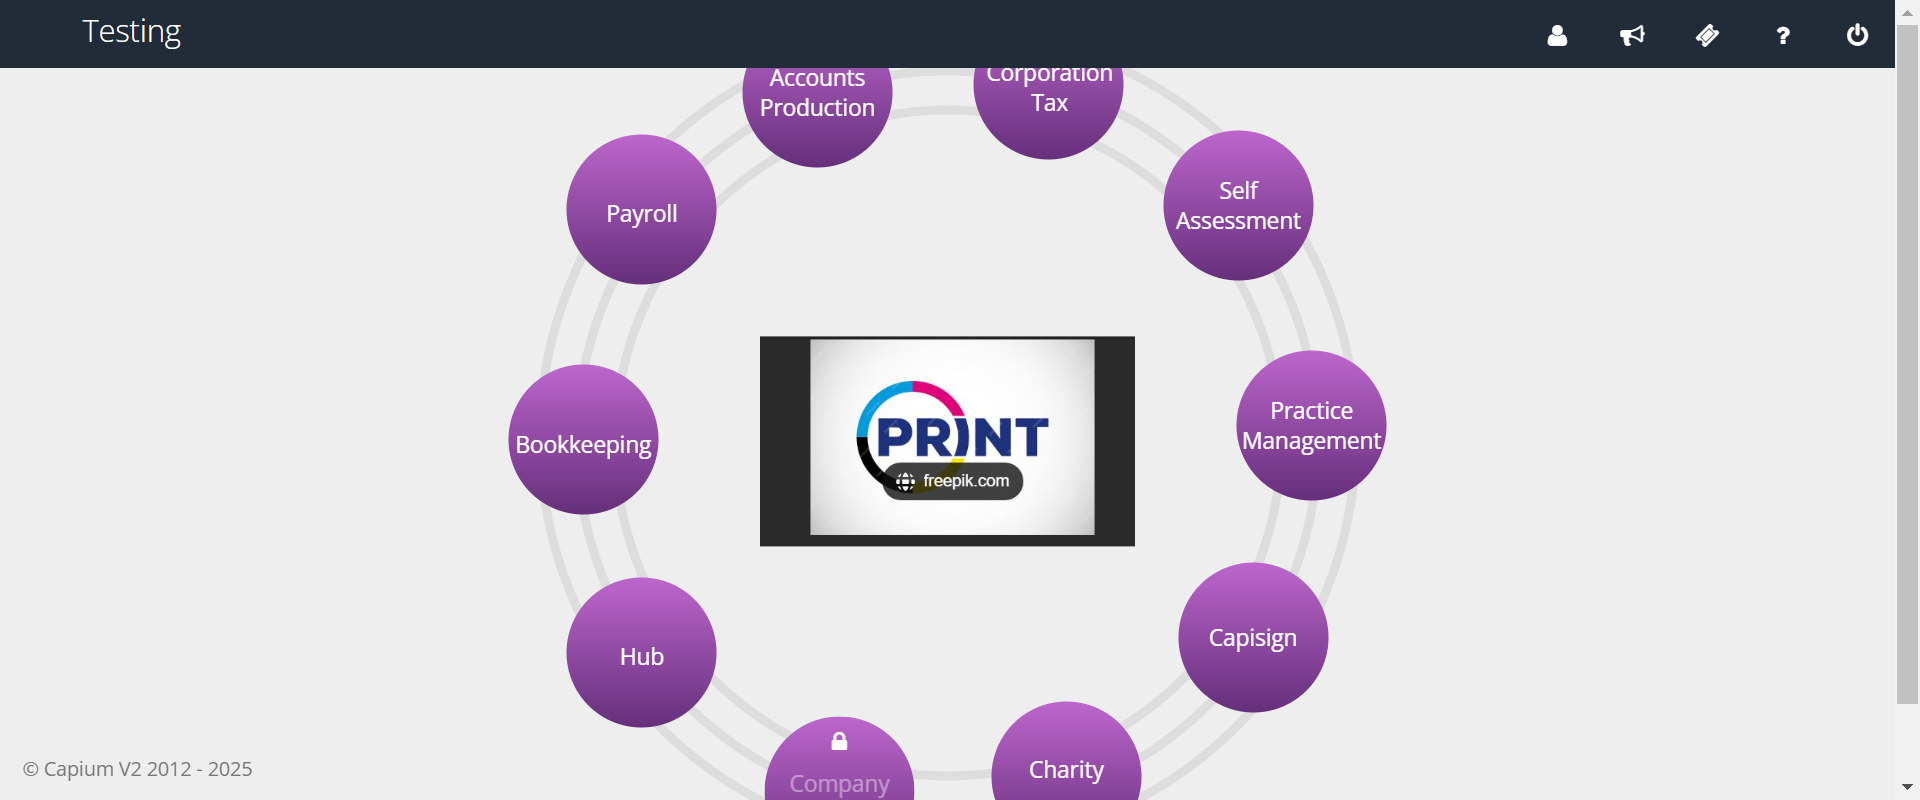 Testing
?
Accounts
Production
Corporation
Tax
Self
Assessment
Payroll
Practice
Management
Bookkeeping
PRINT
freepik.com
Capisign
Hub
Charity
Company
© Capium V2 2012 - 2025